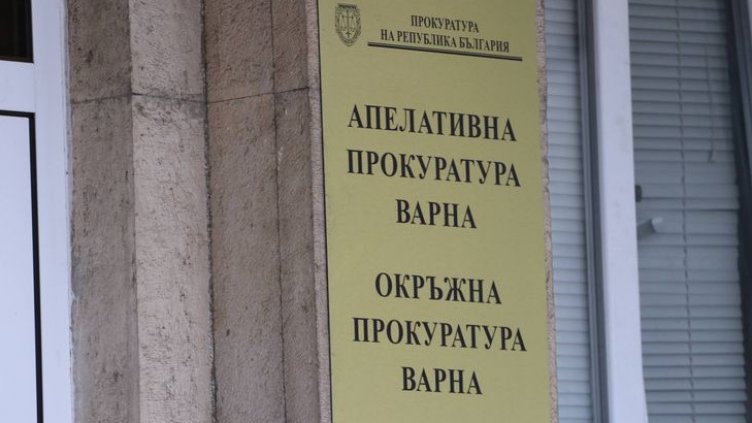 ПРОКУРАТУРА
НА РЕПУБЛИКА БЪЛГАРИЯ
АПЕЛАТИВНА
ПРОКУРАТУРА
ВАРНА
ОКРЪЖНА
ПРОКУРАТУРА
ВАРНА